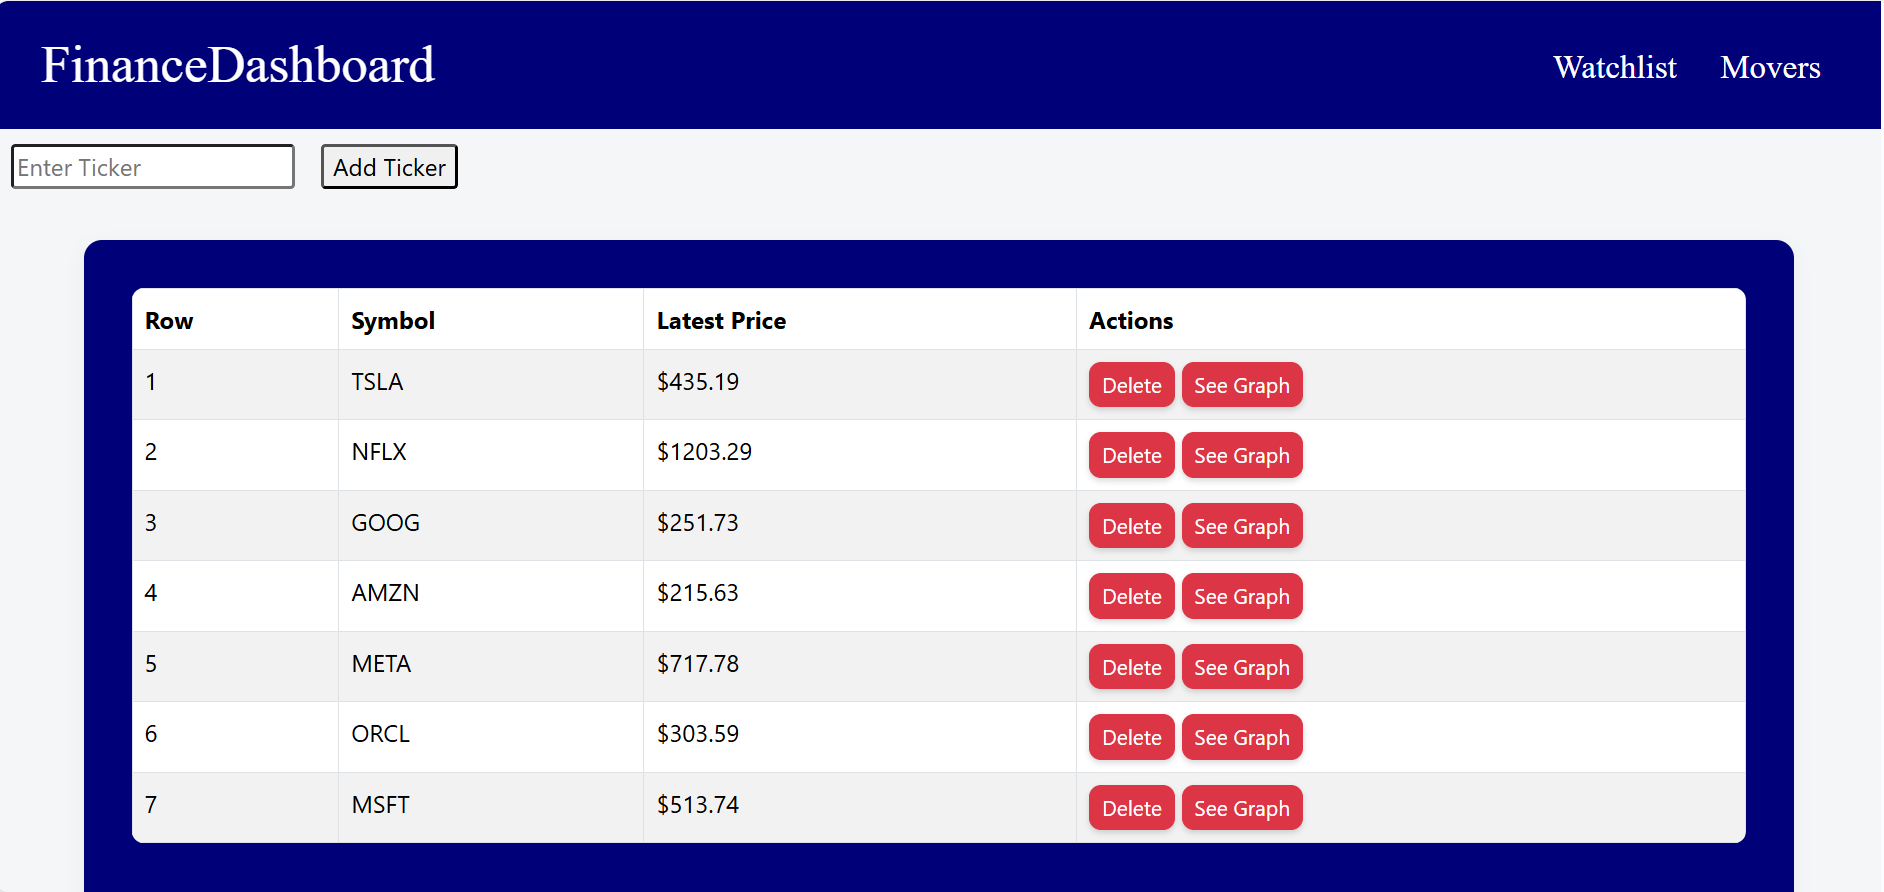 FinanceDashboard Watchlist Movers
Enter Ticker Add Ticker
Row Symbol Latest Price Actions
1 TSLA $435.19 Delete See Graph
2 NFLX $1203.29 Delete See Graph
3 GOOG $251.73 Delete See Graph
4 AMZN $215.63 Delete See Graph
5 META $717.78 Delete See Graph
6 ORCL $303.59 Delete See Graph
7 MSFT $513.74 Delete See Graph